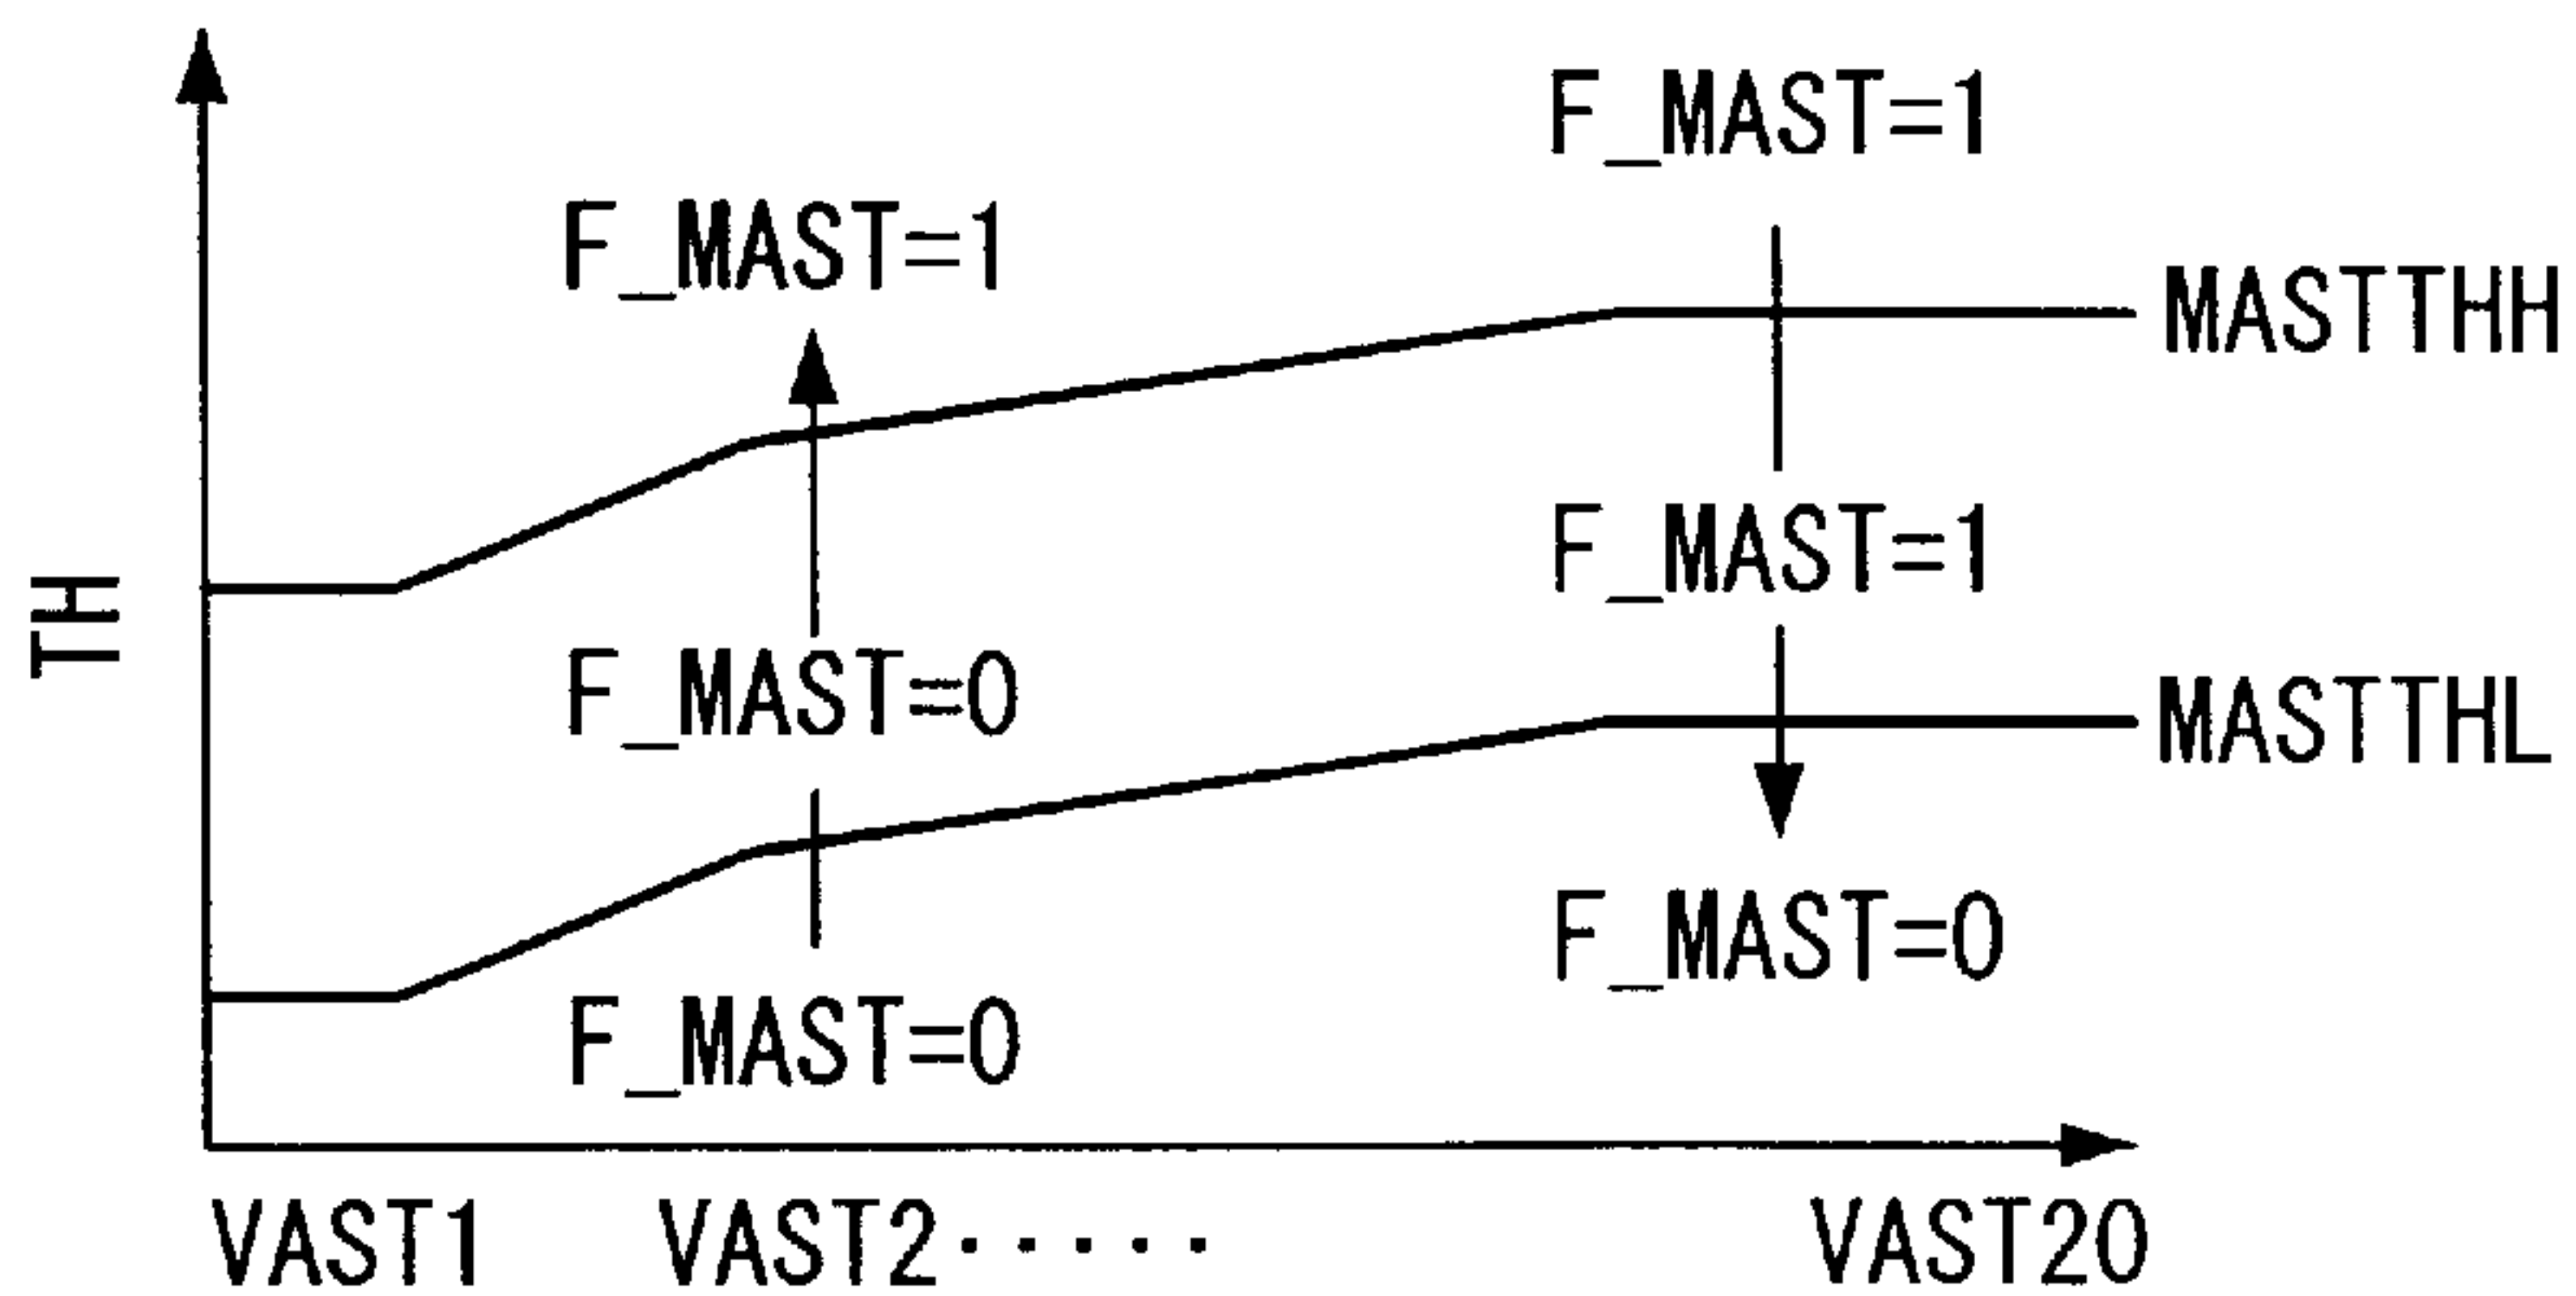 F_MAST=1
F_MAST=1
MASTTHH
F_MAST=1
TH
F_MAST=0
MASTTHL
F_MAST=0
F_MAST=0
VAST1 VAST2····· VAST20